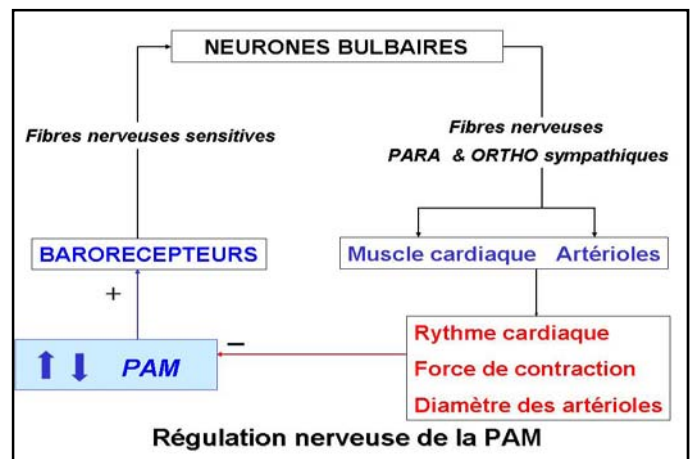 NEURONES BULBAIRES
Fibres nerveuses sensitives
Fibres nerveuses
PARA & ORTHO sympathiques
BARORECEPTEURS
Muscle cardiaque Artérioles
+
−
PAM
Rythme cardiaque
Force de contraction
Diamètre des artérioles
Régulation nerveuse de la PAM